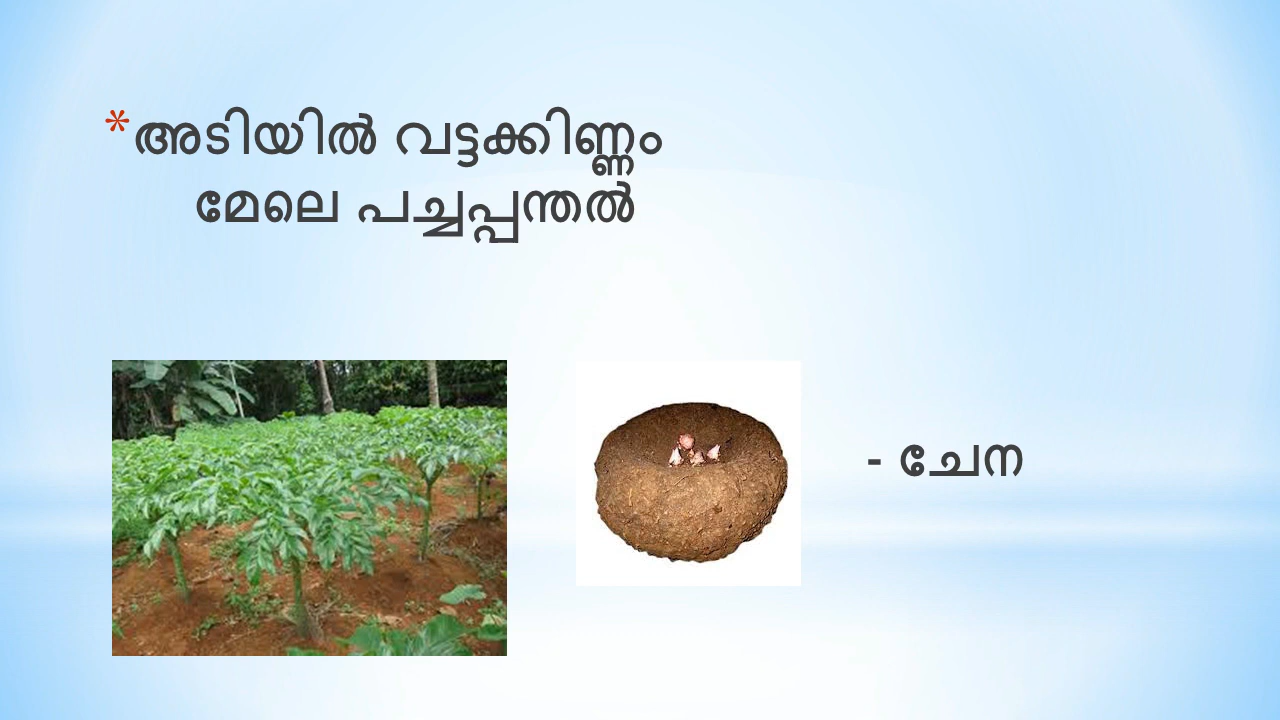 *അടിയിൽ വട്ടക്കിണ്ണം
മേലെ പച്ചപ്പന്തൽ
- ചേന